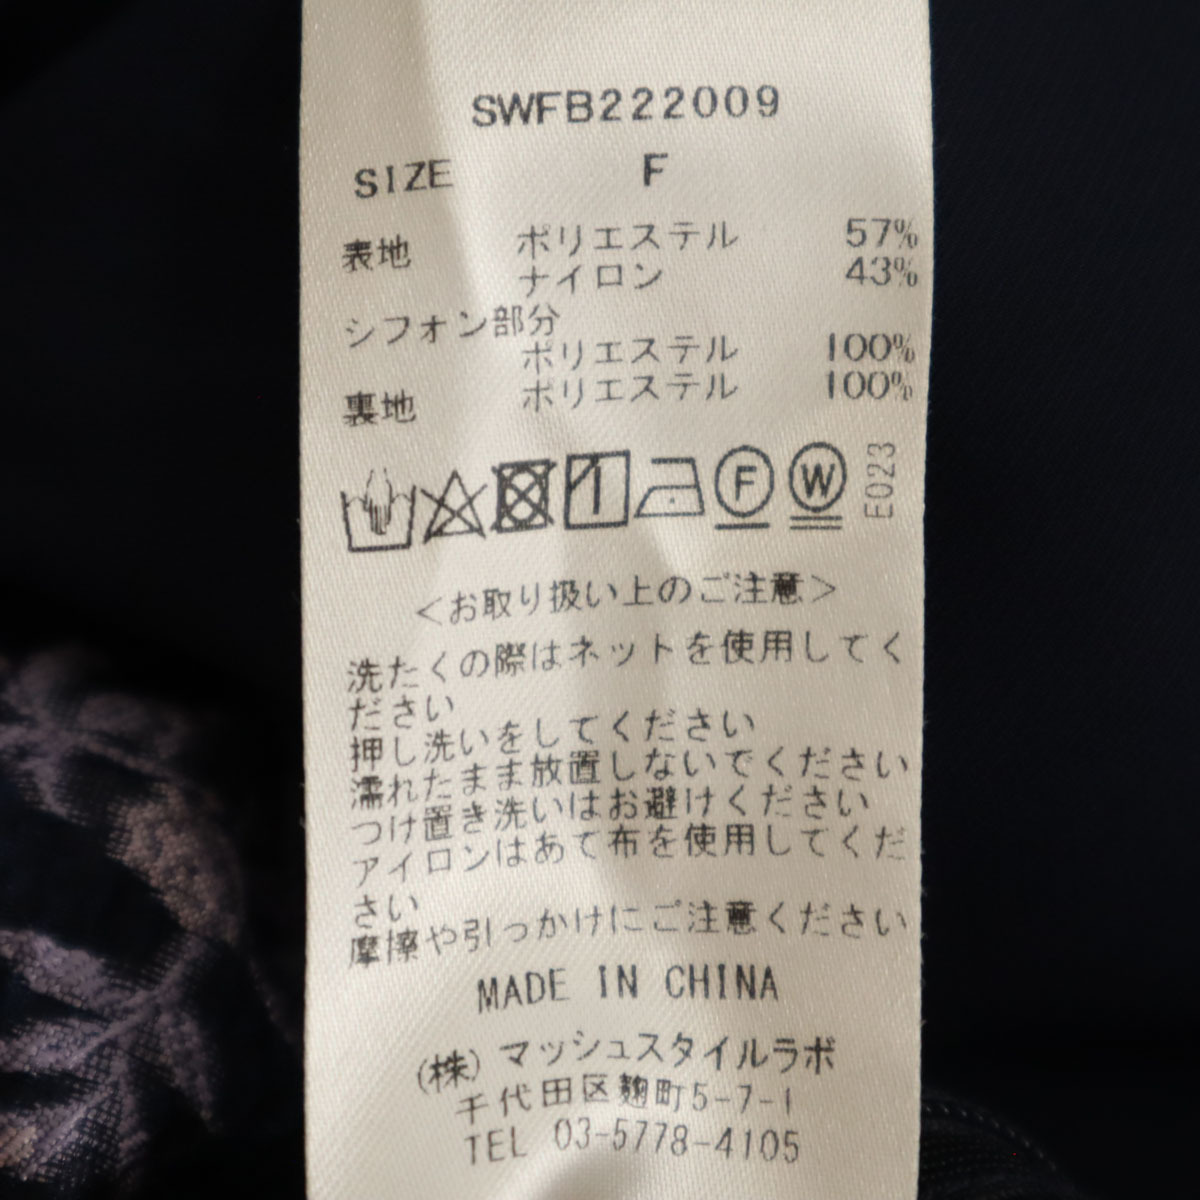 SWFB222009
SIZE F
表地 ポリエステル 57%
ナイロン 43%
シフォン部分
ポリエステル 100%
裏地 ポリエステル 100%
F W E023
<お取り扱い上のご注意>
洗たくの際はネットを使用してく
ださい
押し洗いをしてください
濡れたまま放置しないでください
つけ置き洗いはお避けください
アイロンはあて布を使用してくだ
さい
摩擦や引っかけにご注意ください
MADE IN CHINA
(株)マッシュスタイルラボ
千代田区麹町5-7-1
TEL 03-5778-4105